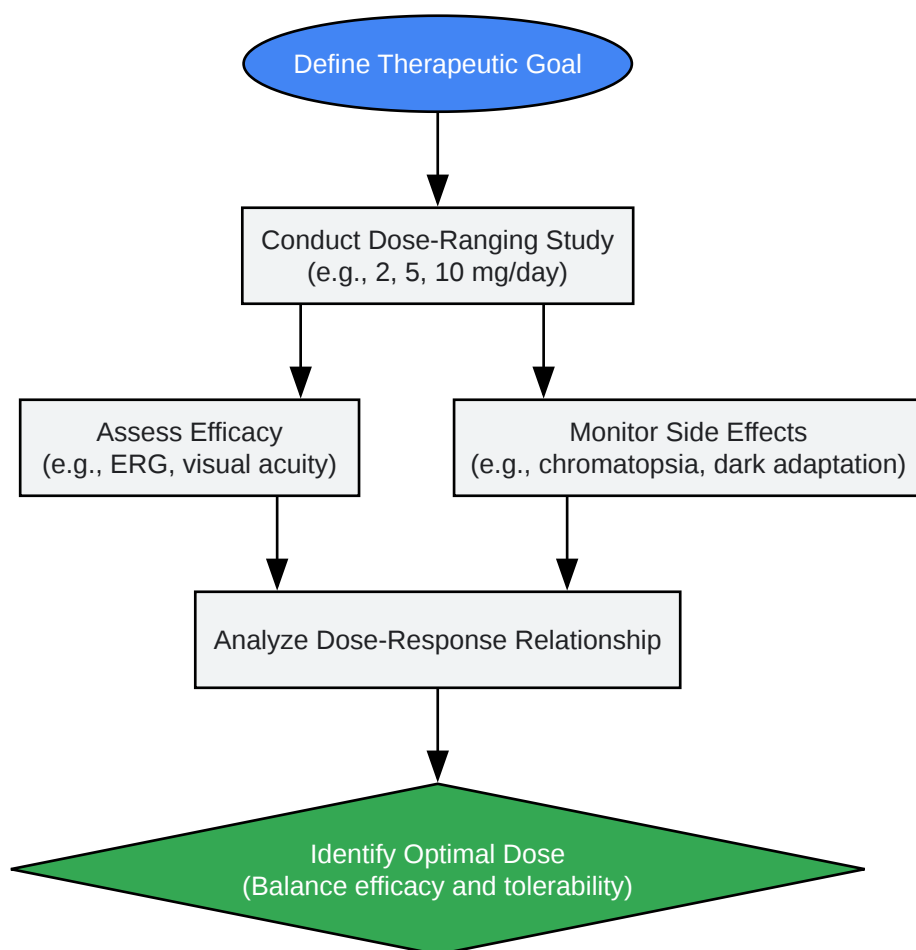 Define Therapeutic Goal
Conduct Dose-Ranging Study
(e.g., 2, 5, 10 mg/day)
Assess Efficacy
(e.g., ERG, visual acuity)
Monitor Side Effects
(e.g., chromatopsia, dark adaptation)
Analyze Dose-Response Relationship
Identify Optimal Dose
(Balance efficacy and tolerability)